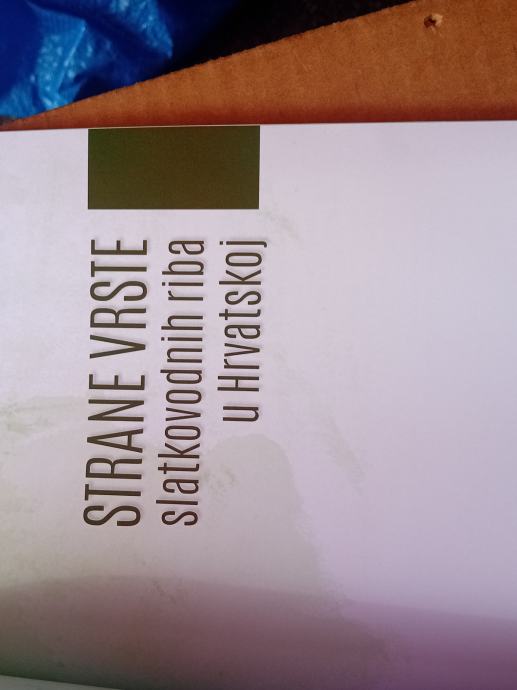 STRANE VRSTE
slatkovodnih riba
u Hrvatskoj